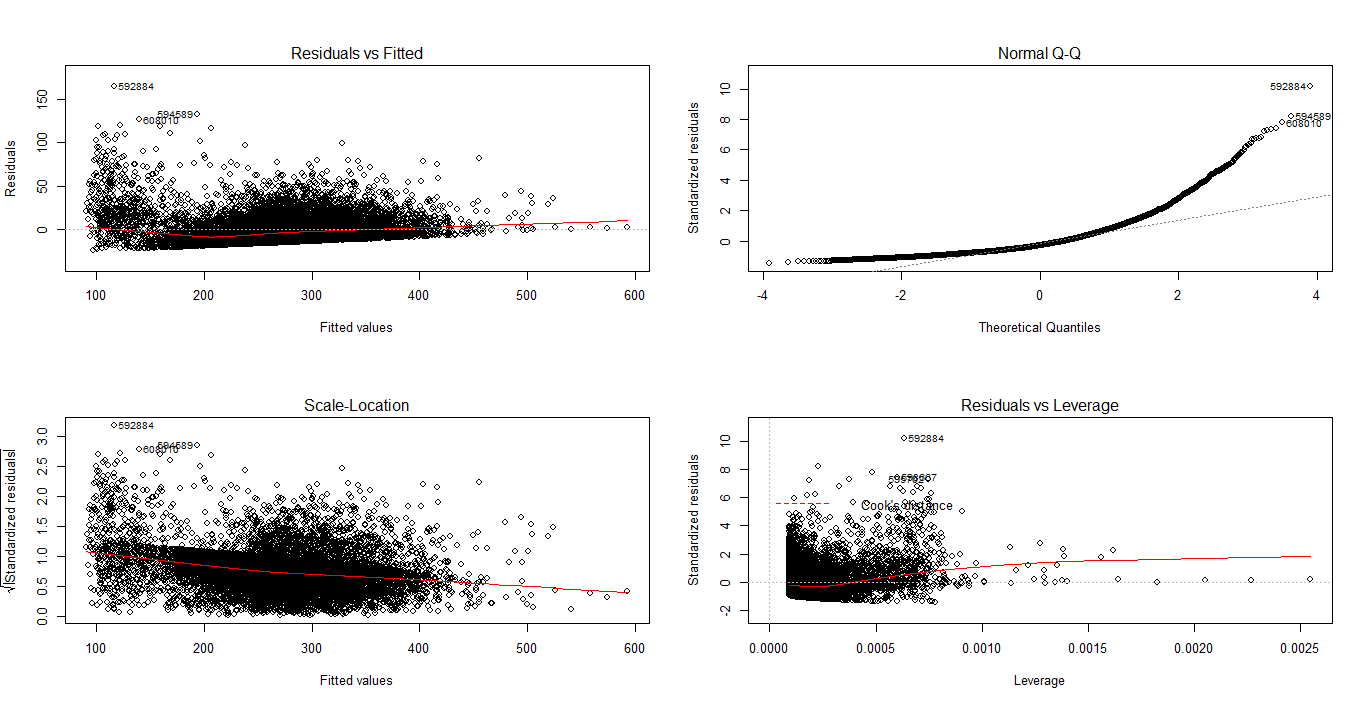 Residuals vs Fitted
Residuals
150
100
50
0
592884
594589
608010
100 200 300 400 500 600
Fitted values
Normal Q-Q
Standardized residuals
10
8
6
4
2
0
592884
594589
608010
-4 -2 0 2 4
Theoretical Quantiles
Scale-Location
√|Standardized residuals|
3.0
2.5
2.0
1.5
1.0
0.5
0.0
592884
594589
608010
100 200 300 400 500 600
Fitted values
Residuals vs Leverage
Standardized residuals
10
8
6
4
2
0
-2
592884
Cook's distance
0.0000 0.0005 0.0010 0.0015 0.0020 0.0025
Leverage